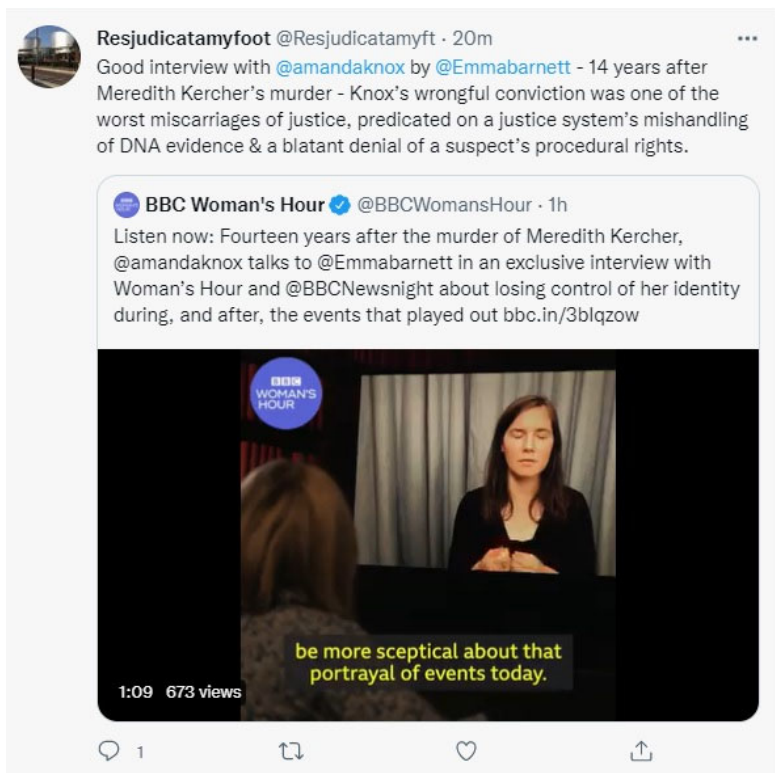 Resjudicatamyfoot @Resjudicatamyft · 20m
Good interview with @amandaknox by @Emmabarnett - 14 years after
Meredith Kercher's murder - Knox's wrongful conviction was one of the
worst miscarriages of justice, predicated on a justice system's mishandling
of DNA evidence & a blatant denial of a suspect's procedural rights.
BBC Woman's Hour @BBCWomansHour · 1h
Listen now: Fourteen years after the murder of Meredith Kercher,
@amandaknox talks to @Emmabarnett in an exclusive interview with
Woman's Hour and @BBCNewsnight about losing control of her identity
during, and after, the events that played out bbc.in/3bIqzow
BBC
WOMAN'S
HOUR
be more sceptical about that
portrayal of events today.
1:09 673 views
1